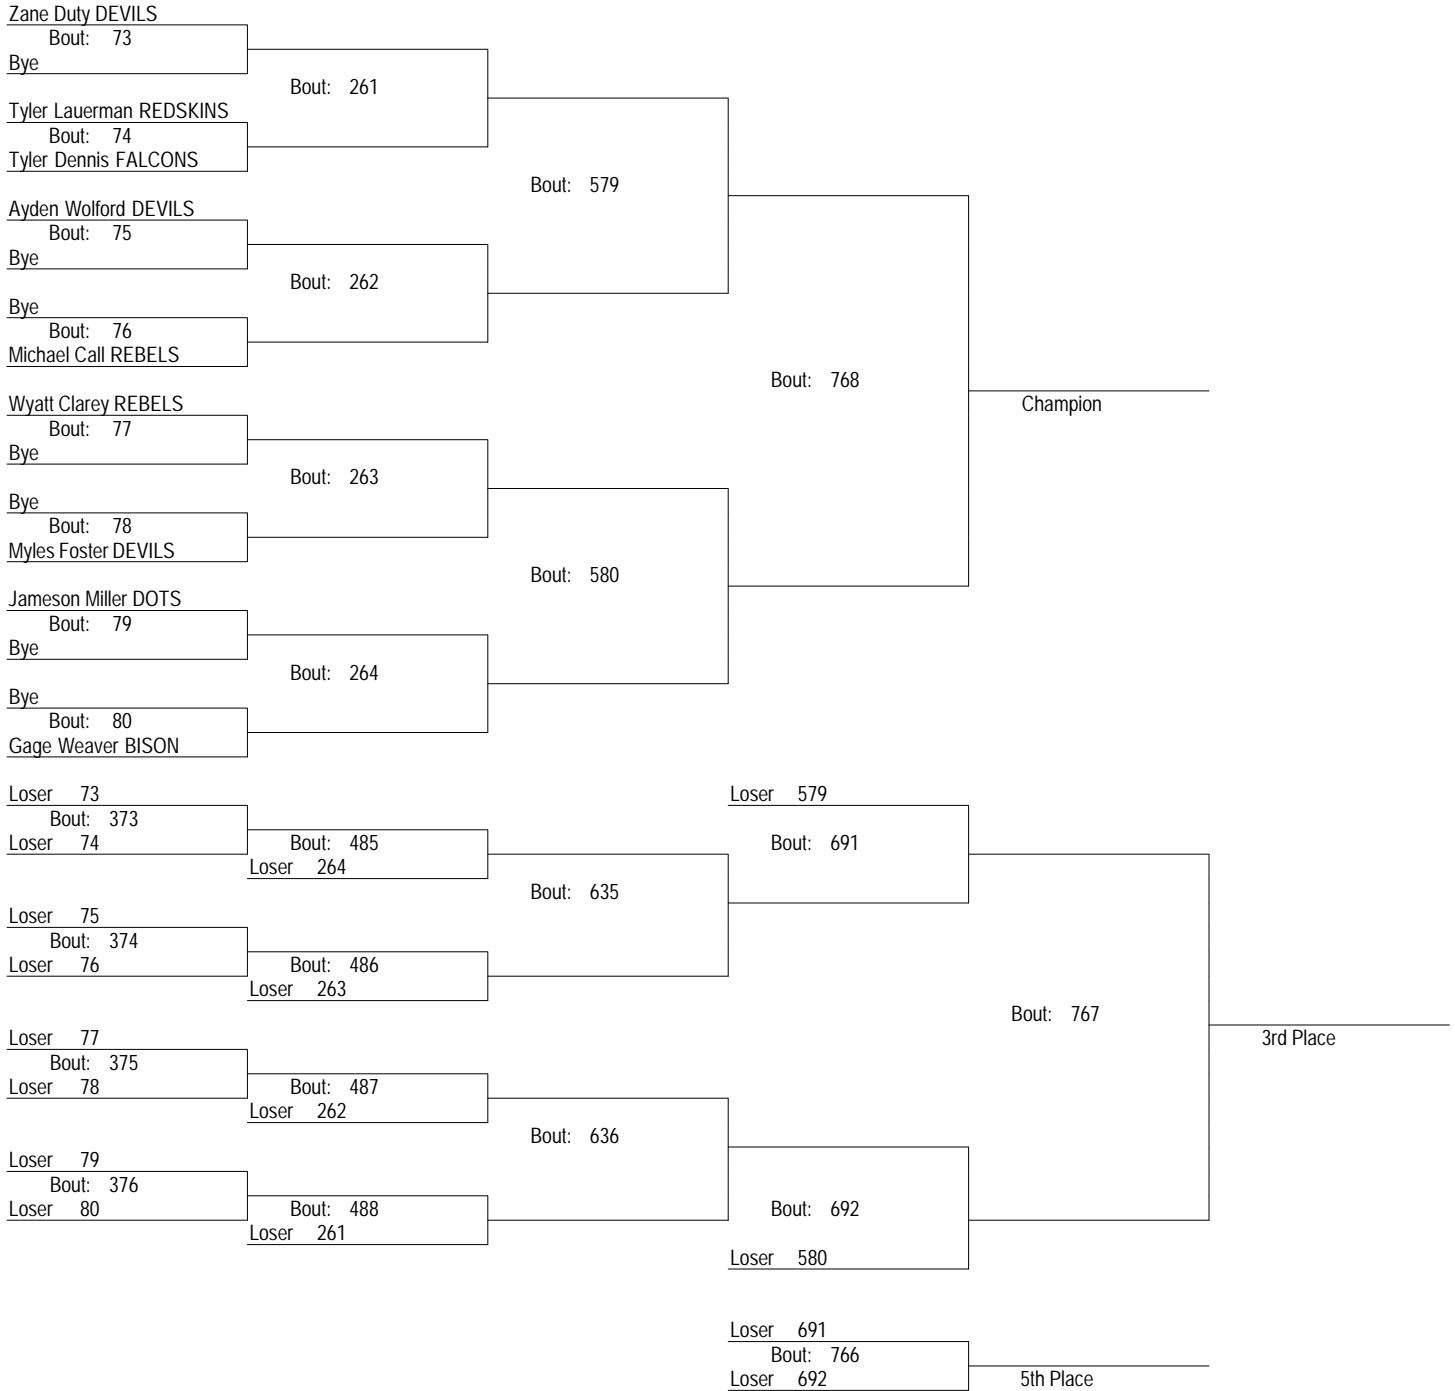 Zane Duty DEVILS
Bout: 73
Bye
Bout: 261
Tyler Lauerman REDSKINS
Bout: 74
Tyler Dennis FALCONS
Bout: 579
Ayden Wolford DEVILS
Bout: 75
Bye
Bout: 262
Bye
Bout: 76
Michael Call REBELS
Bout: 768
Champion
Wyatt Clarey REBELS
Bout: 77
Bye
Bout: 263
Bye
Bout: 78
Myles Foster DEVILS
Bout: 580
Jameson Miller DOTS
Bout: 79
Bye
Bout: 264
Bye
Bout: 80
Gage Weaver BISON
Loser 73
Bout: 373
Loser 74
Bout: 485
Loser 264
Loser 579
Bout: 691
Bout: 635
Loser 75
Bout: 374
Loser 76
Bout: 486
Loser 263
Bout: 767
3rd Place
Loser 77
Bout: 375
Loser 78
Bout: 487
Loser 262
Bout: 636
Loser 79
Bout: 376
Loser 80
Bout: 488
Loser 261
Bout: 692
Loser 580
Loser 691
Bout: 766
Loser 692
5th Place